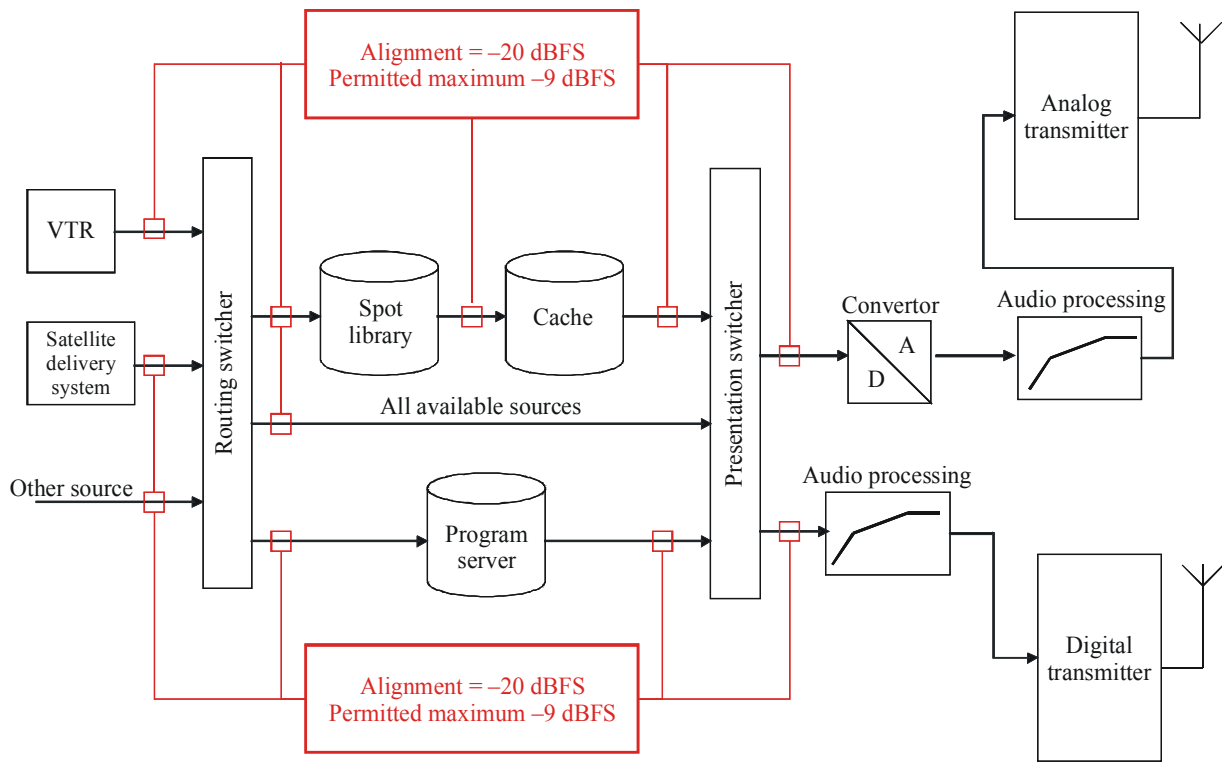 Alignment = –20 dBFS
Permitted maximum –9 dBFS
Analog
transmitter
VTR
Routing switcher
Spot
library
Cache
Presentation switcher
Convertor
A
D
Audio processing
Satellite
delivery
system
All available sources
Other source
Audio processing
Program
server
Digital
transmitter
Alignment = –20 dBFS
Permitted maximum –9 dBFS